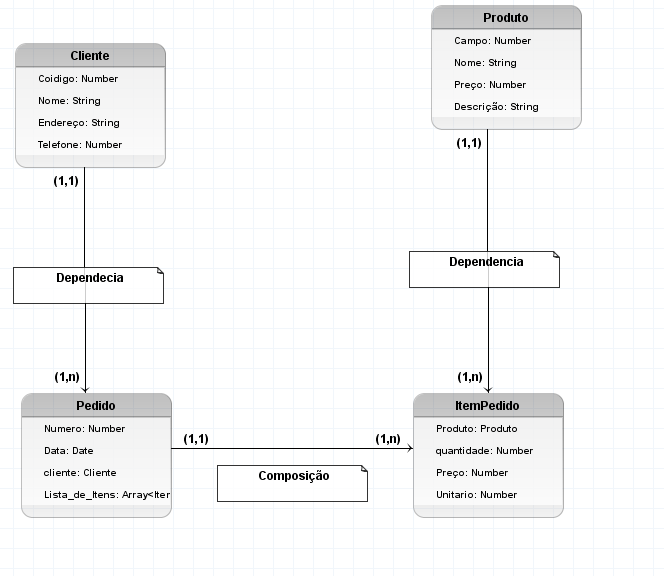 Cliente
Coidigo: Number
Nome: String
Endereço: String
Telefone: Number
(1,1)
Dependecia
(1,n)
Pedido
Numero: Number
Data: Date
cliente: Cliente
Lista_de_Itens: Array<Iter
(1,1)
(1,n)
Composição
Produto
Campo: Number
Nome: String
Preço: Number
Descrição: String
(1,1)
Dependencia
(1,n)
ItemPedido
Produto: Produto
quantidade: Number
Preço: Number
Unitario: Number